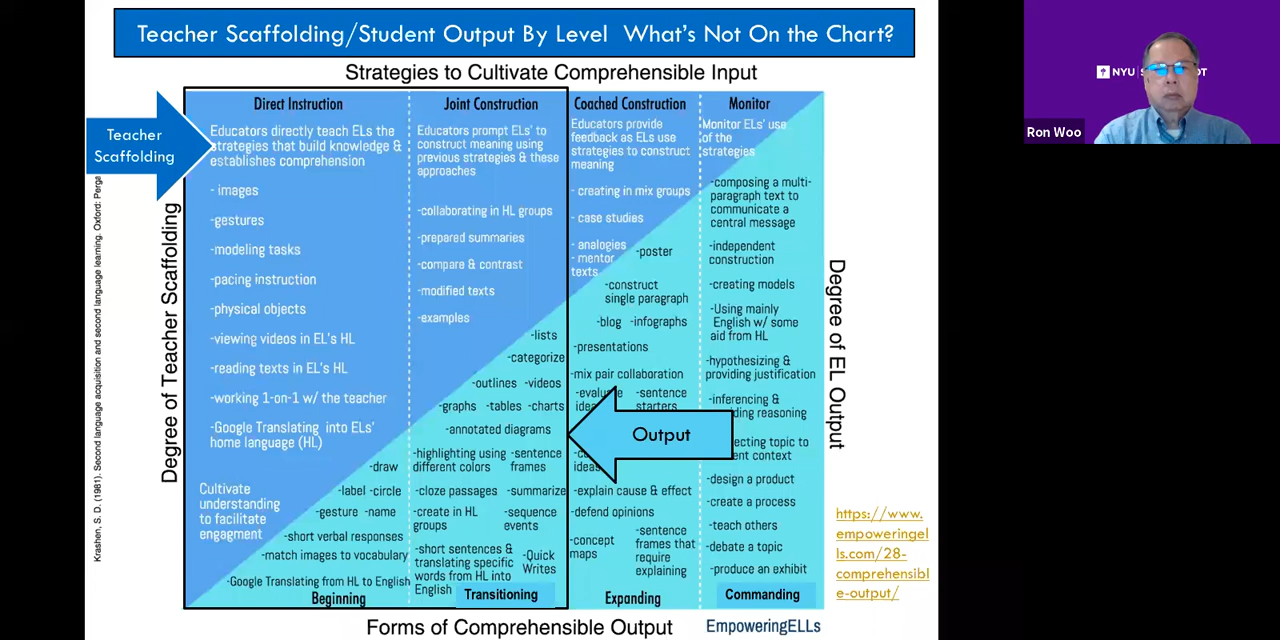 Teacher Scaffolding/Student Output By Level What's Not On the Chart?
Strategies to Cultivate Comprehensible Input
Teacher
Scaffolding
Krashen, S. D. (1981). Second language acquisition and second language learning. Oxford: Perga
Degree of Teacher Scaffolding
Direct Instruction
Educators directly teach ELs the
strategies that build knowledge &
establishes comprehension
- images
-gestures
-modeling tasks
-pacing instruction
-physical objects
-viewing videos in EL's HL
-reading texts in EL's HL
-working 1-on-1 w/ the teacher
-Google Translating into ELs'
home language (HL)
Cultivate
understanding
to facilitate
engagment
-draw
-label -circle
-gesture -name
-short verbal responses
-match images to vocabulary
-Google Translating from HL to English
Beginning
Joint Construction
Educators prompt ELs' to
construct meaning using
previous strategies & these
approaches
-collaborating in HL groups
-prepared summaries
-compare & contrast
-modified texts
-examples
-lists
-categorize
-outlines -videos
-graphs -tables -charts
-annotated diagrams
-highlighting using
different colors
-sentence
frames
-cloze passages
-summarize
-create in HL
groups
-sequence
events
-short sentences &
translating specific
words from HL into
English
-Quick
Writes
Transitioning
Coached Construction
Educators provide
feedback as ELs use
strategies to construct
meaning
- creating in mix groups
- case studies
- analogies
- mentor
texts
-poster
-construct
single paragraph
-blog -infographs
-presentations
-mix pair collaboration
-evaluate
-sentence
starters
Output
-explain cause & effect
-defend opinions
-concept
maps
-sentence
frames that
require
explaining
Expanding
Monitor
Monitor ELs' use
of the
strategies
-composing a multi-
paragraph text to
communicate a
central message
-independent
construction
-creating models
-Using mainly
English w/ some
aid from HL
-hypothesizing &
providing justification
-inferencing &
reasoning
topic to
context
-design a product
-create a process
-teach others
-debate a topic
-produce an exhibit
Commanding
Degree of EL Output
Forms of Comprehensible Output
EmpoweringELLs
https://www.
empoweringel
ls.com/28-
comprehensibl
e-output/
NYU
Ron Woo